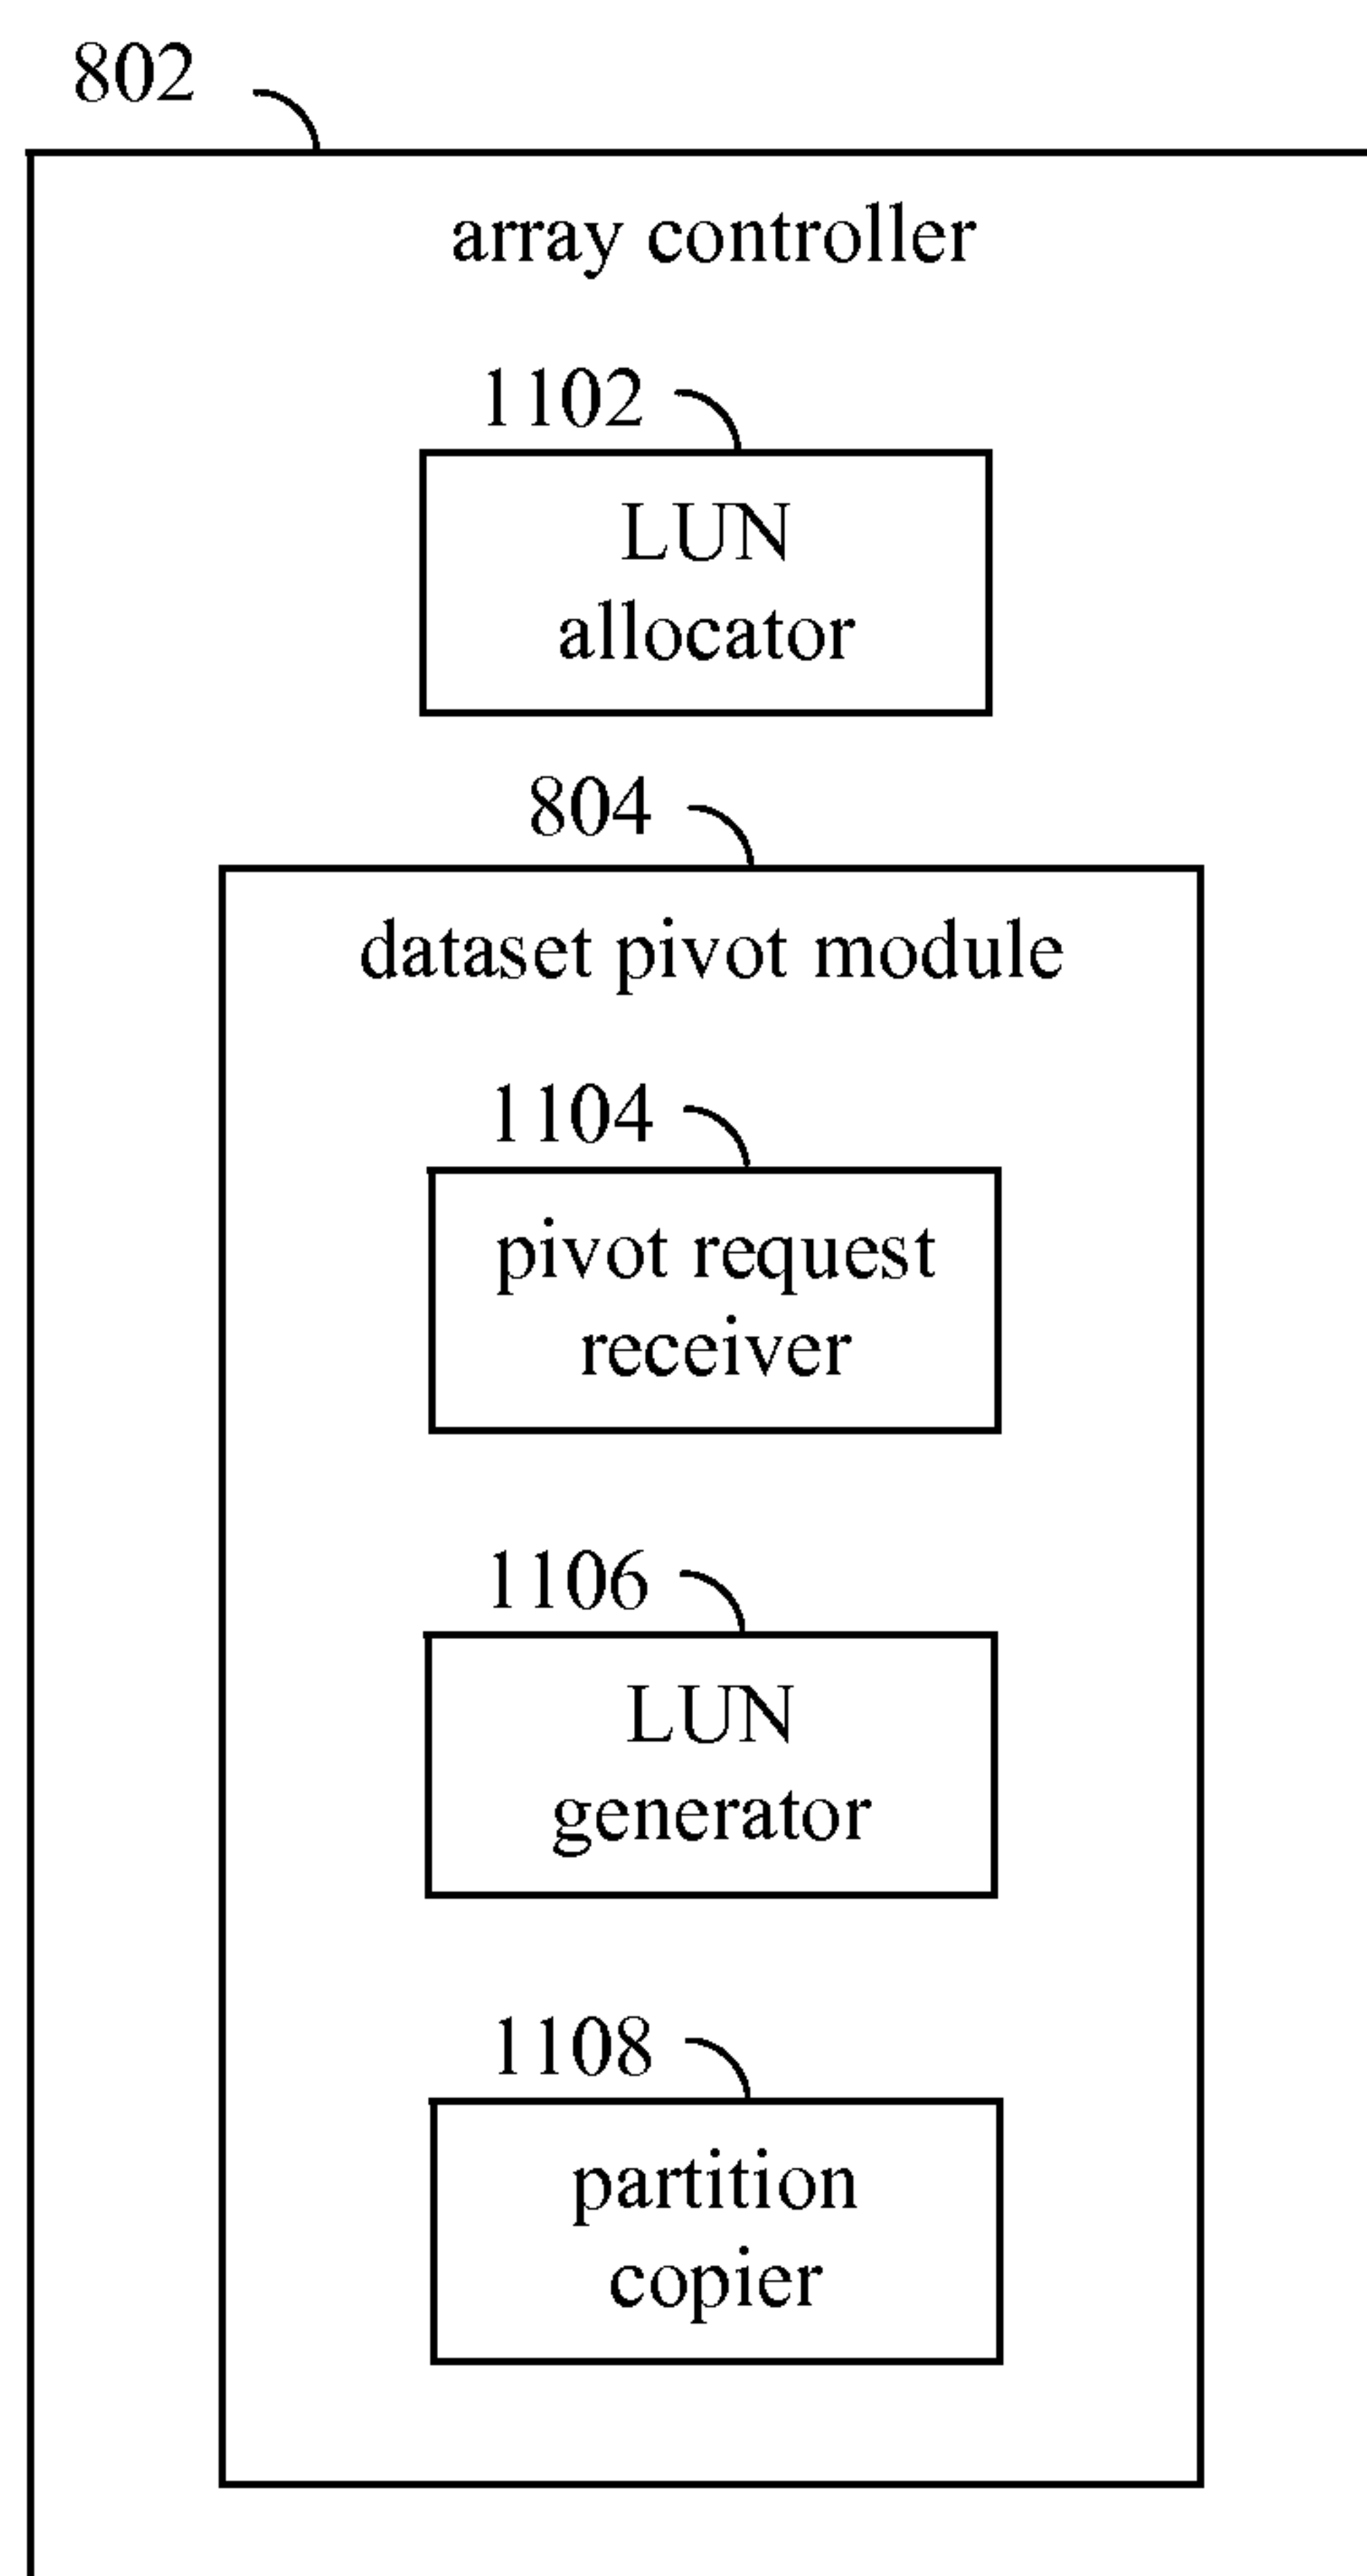 802
array controller
1102
LUN
allocator
804
dataset pivot module
1104
pivot request
receiver
1106
LUN
generator
1108
partition
copier